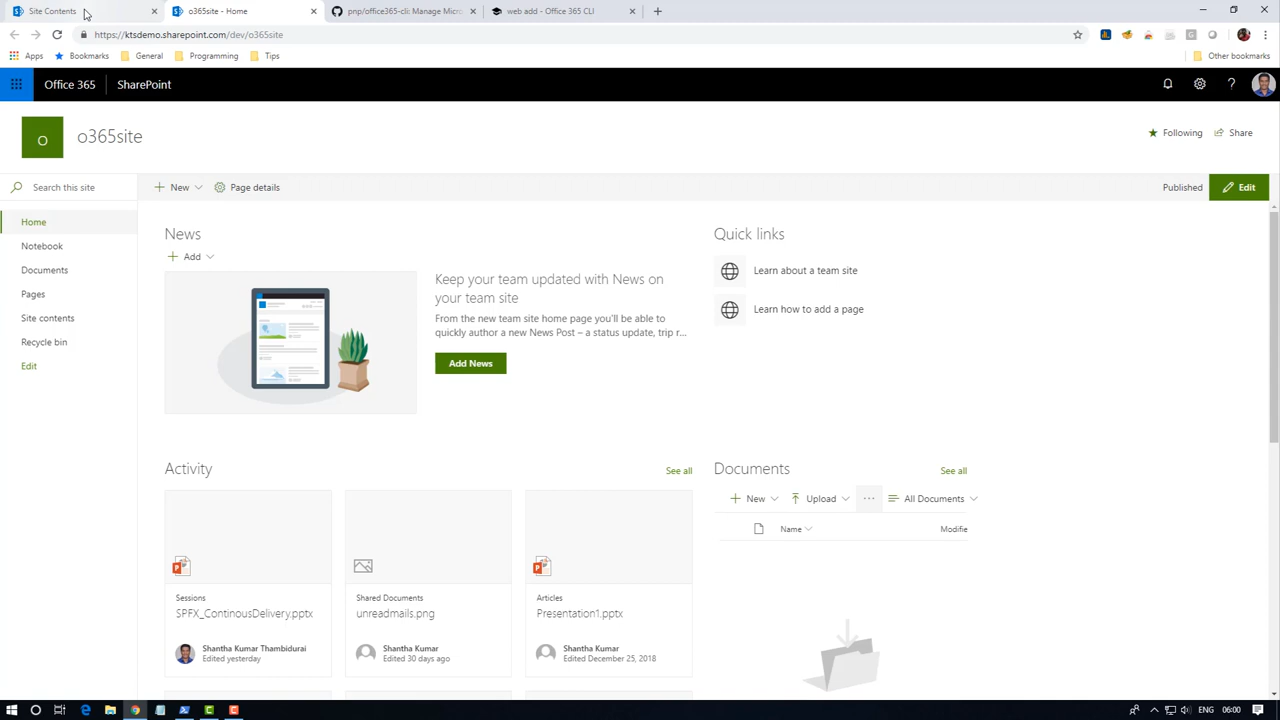 Site Contents
o365site - Home
pnp/office365-cli: Manage Micro
web add - Office 365 CLI
https://ktsdemo.sharepoint.com/dev/o365site
Apps
Bookmarks
General
Programming
Tips
Other bookmarks
Office 365
SharePoint
o
o365site
Following
Share
Search this site
New
Page details
Published
Edit
Home
Notebook
Documents
Pages
Site contents
Recycle bin
Edit
News
Add
Keep your team updated with News on
your team site
From the new team site home page you'll be able to
quickly author a new News Post – a status update, trip r...
Add News
Quick links
Learn about a team site
Learn how to add a page
Activity
See all
Sessions
SPFX_ContinousDelivery.pptx
Shantha Kumar Thambidurai
Edited yesterday
Shared Documents
unreadmails.png
Shantha Kumar
Edited 30 days ago
Articles
Presentation1.pptx
Shantha Kumar
Edited December 25, 2018
Documents
See all
New
Upload
...
All Documents
Name
Modifie
ENG
06:00